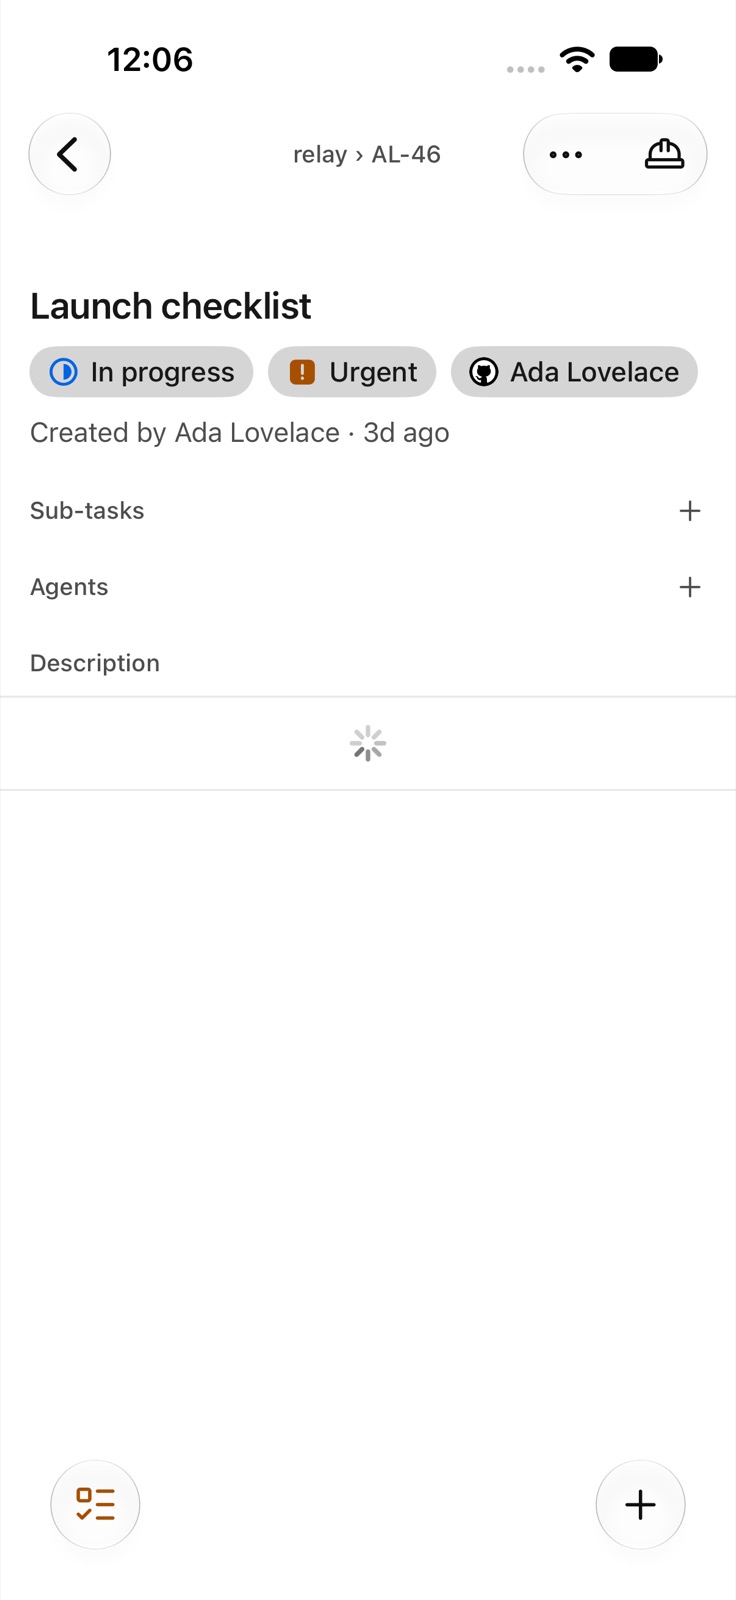 12:06
relay › AL-46
Launch checklist
In progress
Urgent
Ada Lovelace
Created by Ada Lovelace · 3d ago
Sub-tasks
Agents
Description